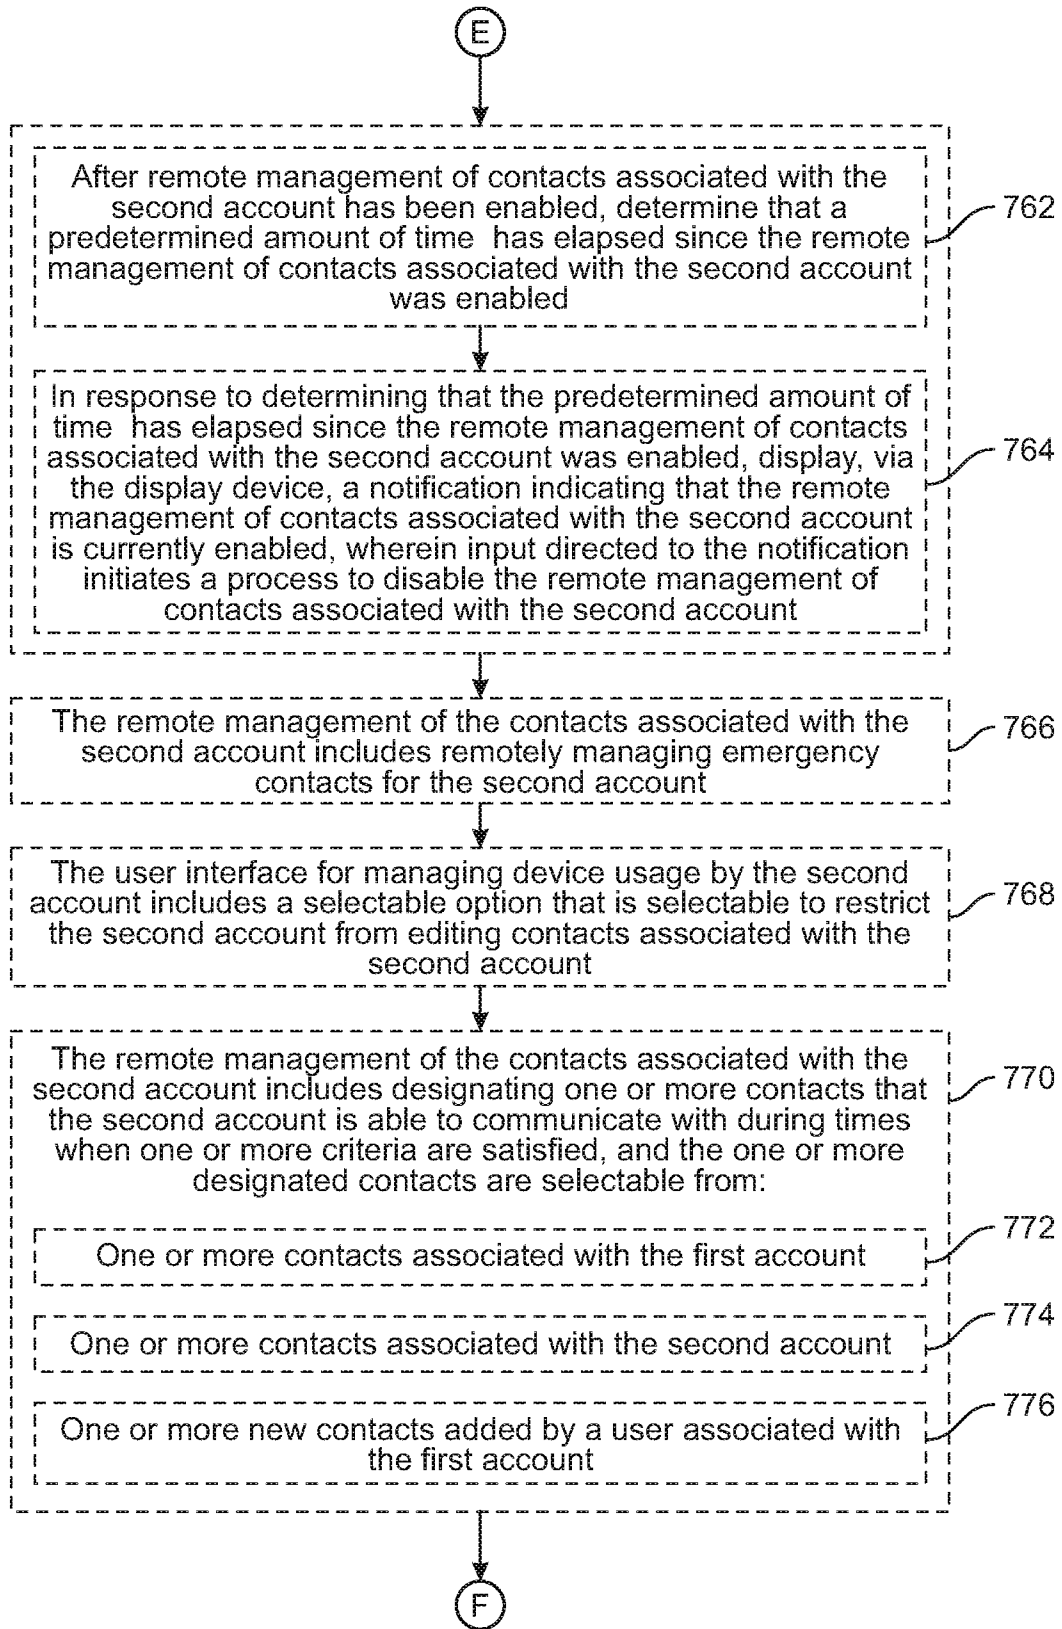 E
After remote management of contacts associated with the
second account has been enabled, determine that a
predetermined amount of time has elapsed since the remote
management of contacts associated with the second account
was enabled
762
In response to determining that the predetermined amount of
time has elapsed since the remote management of contacts
associated with the second account was enabled, display, via
the display device, a notification indicating that the remote
management of contacts associated with the second account
is currently enabled, wherein input directed to the notification
initiates a process to disable the remote management of
contacts associated with the second account
764
The remote management of the contacts associated with the
second account includes remotely managing emergency
contacts for the second account
766
The user interface for managing device usage by the second
account includes a selectable option that is selectable to restrict
the second account from editing contacts associated with the
second account
768
The remote management of the contacts associated with the
second account includes designating one or more contacts that
the second account is able to communicate with during times
when one or more criteria are satisfied, and the one or more
designated contacts are selectable from:
770
One or more contacts associated with the first account
772
One or more contacts associated with the second account
774
One or more new contacts added by a user associated with
the first account
776
F